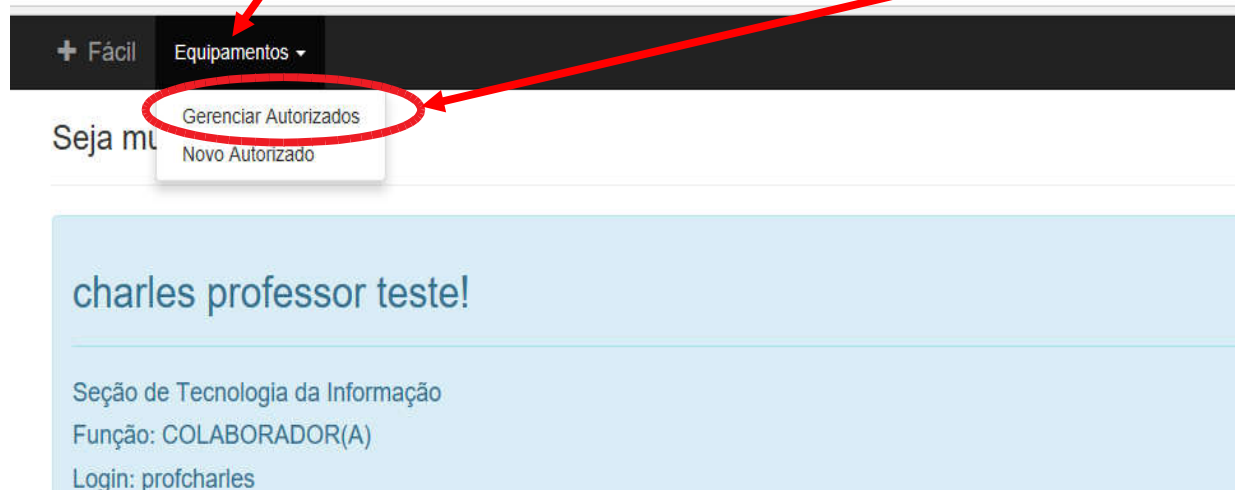 + Fácil Equipamentos
Gerenciar Autorizados
Seja mu
Novo Autorizado
charles professor teste!
Seção de Tecnologia da Informação
Função: COLABORADOR(A)
Login: profcharles